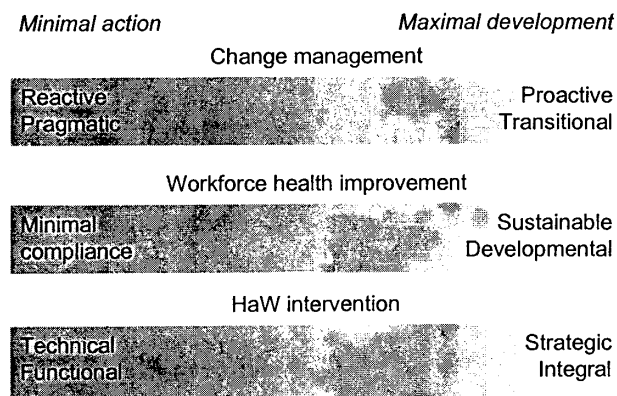 Minimal action Maximal development
Change management
Reactive Proactive
Pragmatic Transitional
Workforce health improvement
Minimal Sustainable
compliance Developmental
HaW intervention
Technical Strategic
Functional Integral